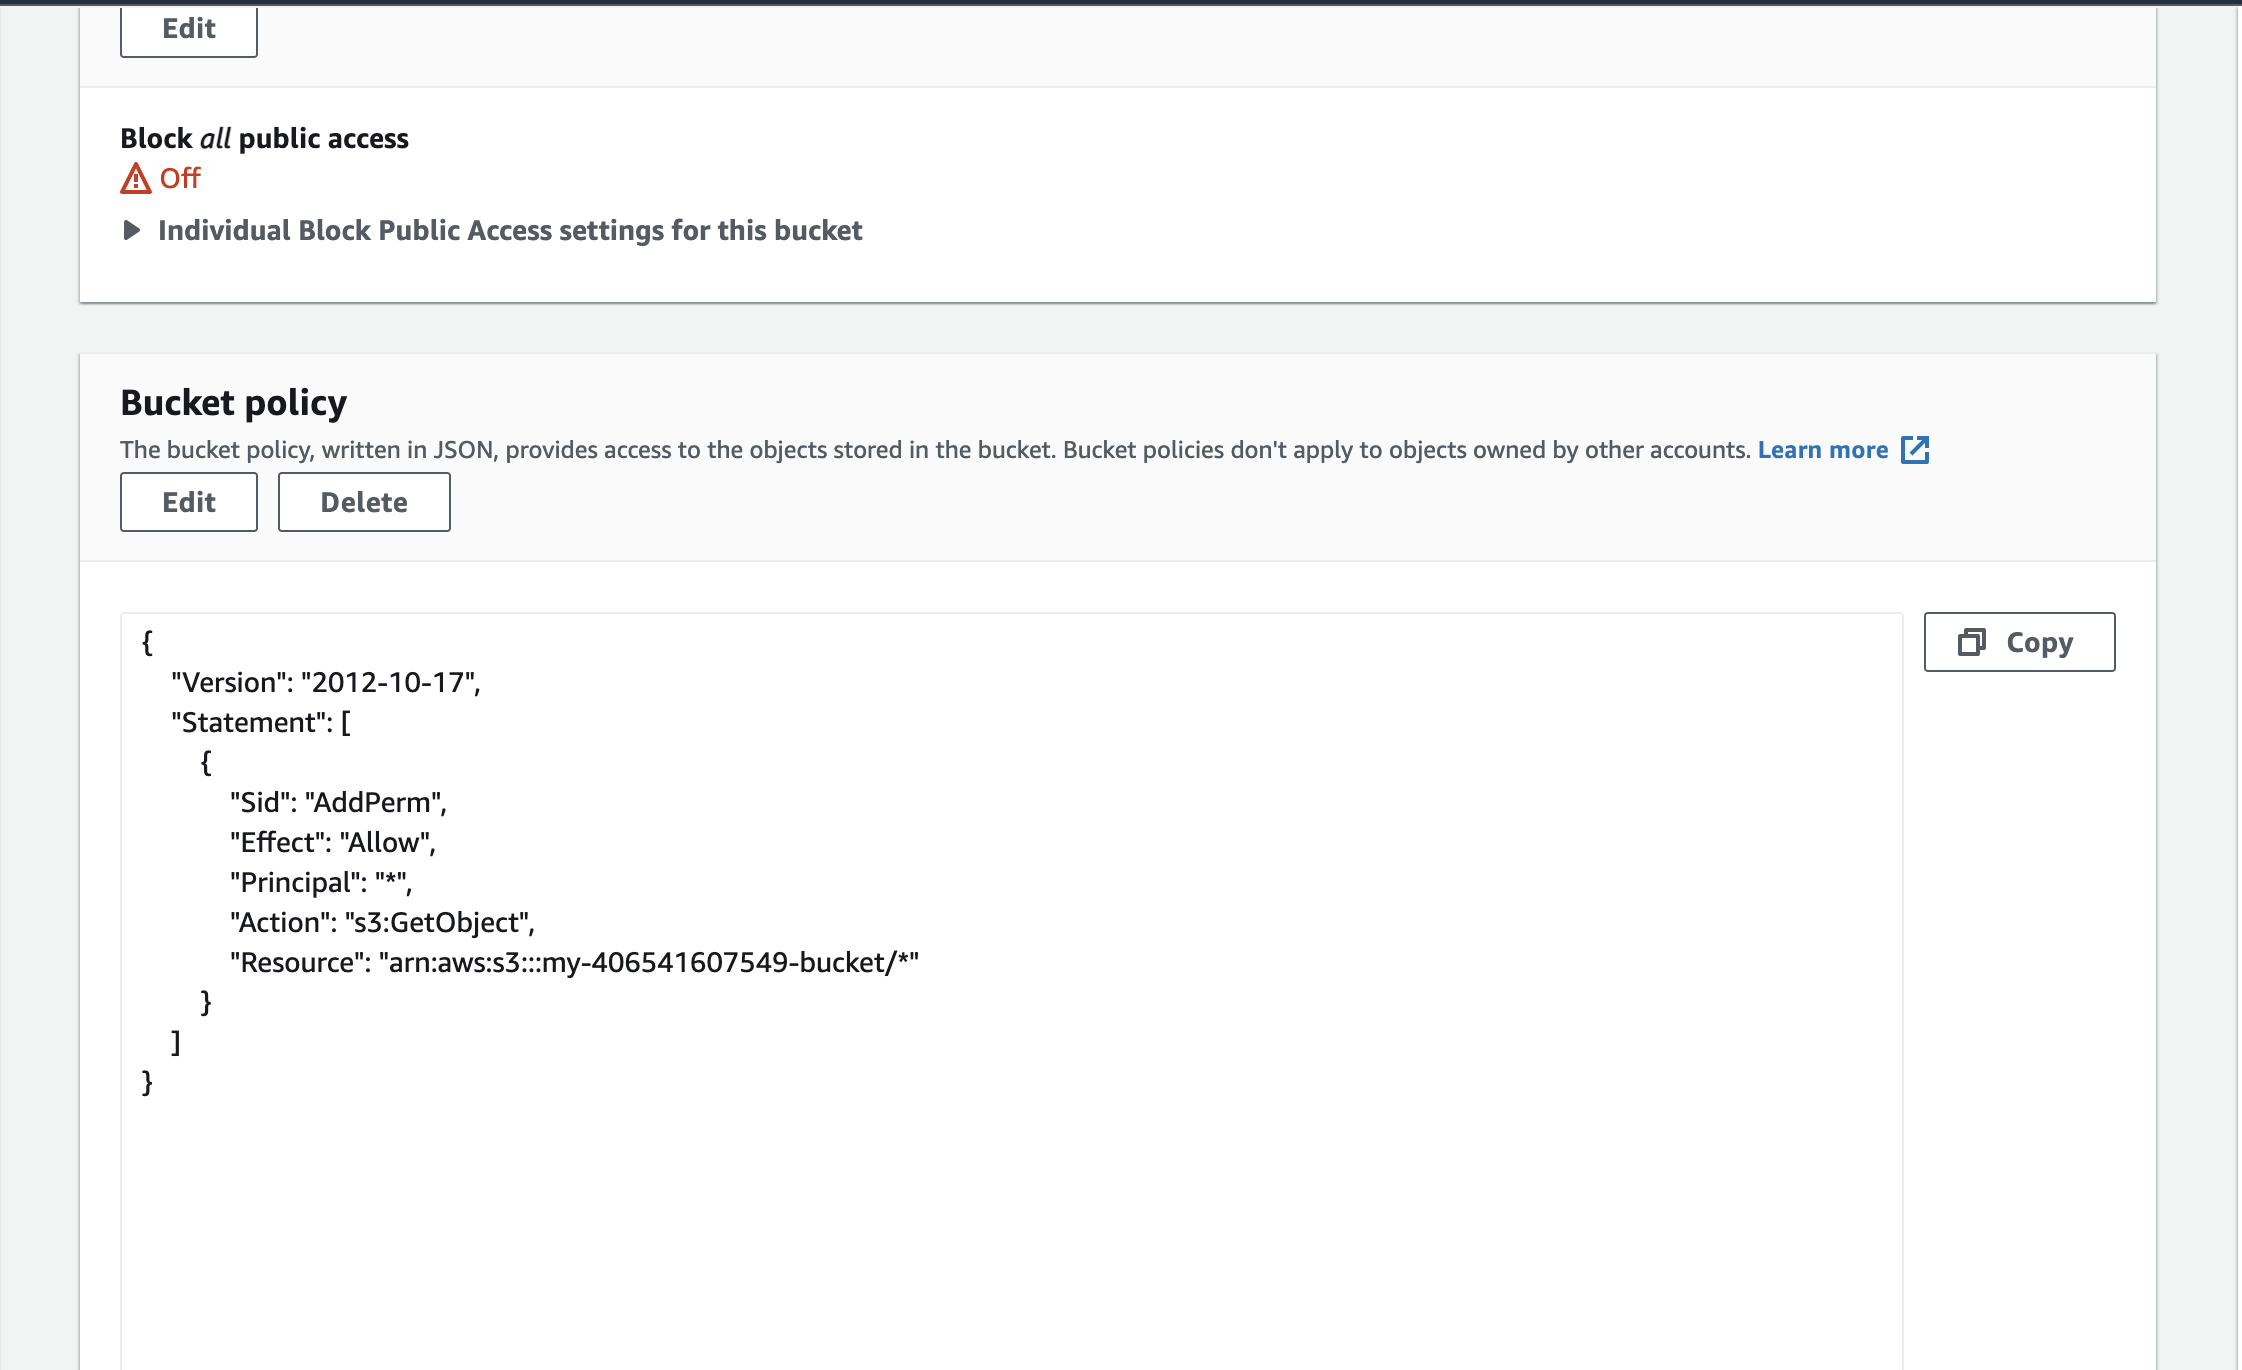 Edit
Block all public access
Off
Individual Block Public Access settings for this bucket
Bucket policy
The bucket policy, written in JSON, provides access to the objects stored in the bucket. Bucket policies don't apply to objects owned by other accounts. Learn more
Edit Delete
Copy
{
"Version": "2012-10-17",
"Statement": [
{
"Sid": "AddPerm",
"Effect": "Allow",
"Principal": "*",
"Action": "s3:GetObject",
"Resource": "arn:aws:s3:::my-406541607549-bucket/*"
}
]
}